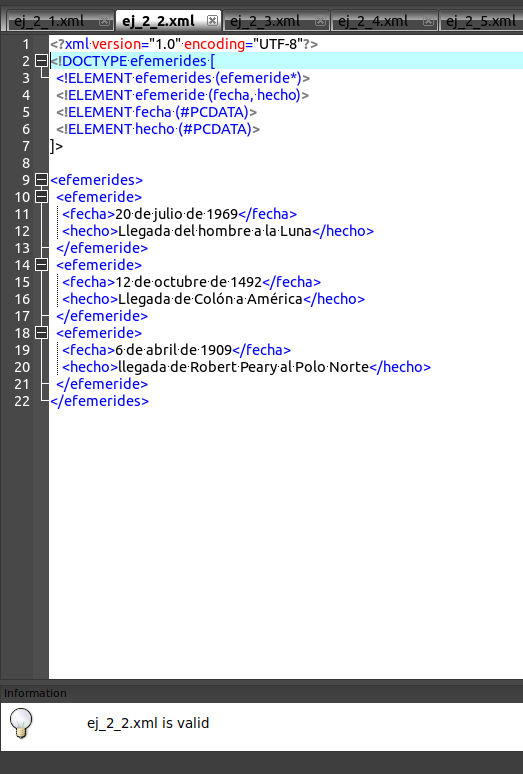 ej_2_1.xml ej_2_2.xml ej_2_3.xml ej_2_4.xml ej_2_5.xml
1 <?xml version="1.0" encoding="UTF-8"?>
2 <!DOCTYPE efemerides [
3 <!ELEMENT efemerides (efemeride*)>
4 <!ELEMENT efemeride (fecha, hecho)>
5 <!ELEMENT fecha (#PCDATA)>
6 <!ELEMENT hecho (#PCDATA)>
7 ]>
8
9 <efemerides>
10 <efemeride>
11 <fecha>20 de julio de 1969</fecha>
12 <hecho>Llegada del hombre a la Luna</hecho>
13 </efemeride>
14 <efemeride>
15 <fecha>12 de octubre de 1492</fecha>
16 <hecho>Llegada de Colón a América</hecho>
17 </efemeride>
18 <efemeride>
19 <fecha>6 de abril de 1909</fecha>
20 <hecho>llegada de Robert Peary al Polo Norte</hecho>
21 </efemeride>
22 </efemerides>
Information
ej_2_2.xml is valid